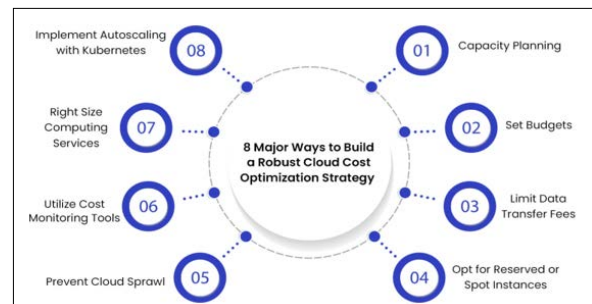 8 Major Ways to Build
a Robust Cloud Cost
Optimization Strategy
01
Capacity Planning
02
Set Budgets
03
Limit Data
Transfer Fees
04
Opt for Reserved or
Spot Instances
05
Prevent Cloud Sprawl
06
Utilize Cost
Monitoring Tools
07
Right Size
Computing
Services
08
Implement Autoscaling
with Kubernetes